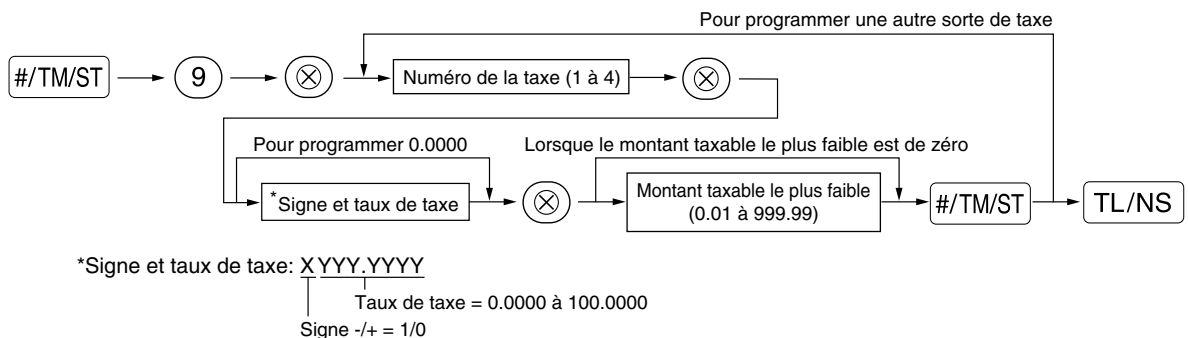 Pour programmer une autre sorte de taxe
#/TM/ST 9 ⊗ Numéro de la taxe (1 à 4) ⊗
Pour programmer 0.0000
Lorsque le montant taxable le plus faible est de zéro
*Signe et taux de taxe ⊗ Montant taxable le plus faible
(0.01 à 999.99)
#/TM/ST TL/NS
*Signe et taux de taxe: X YYY.YYYY
Taux de taxe = 0.0000 à 100.0000
Signe -/+ = 1/0